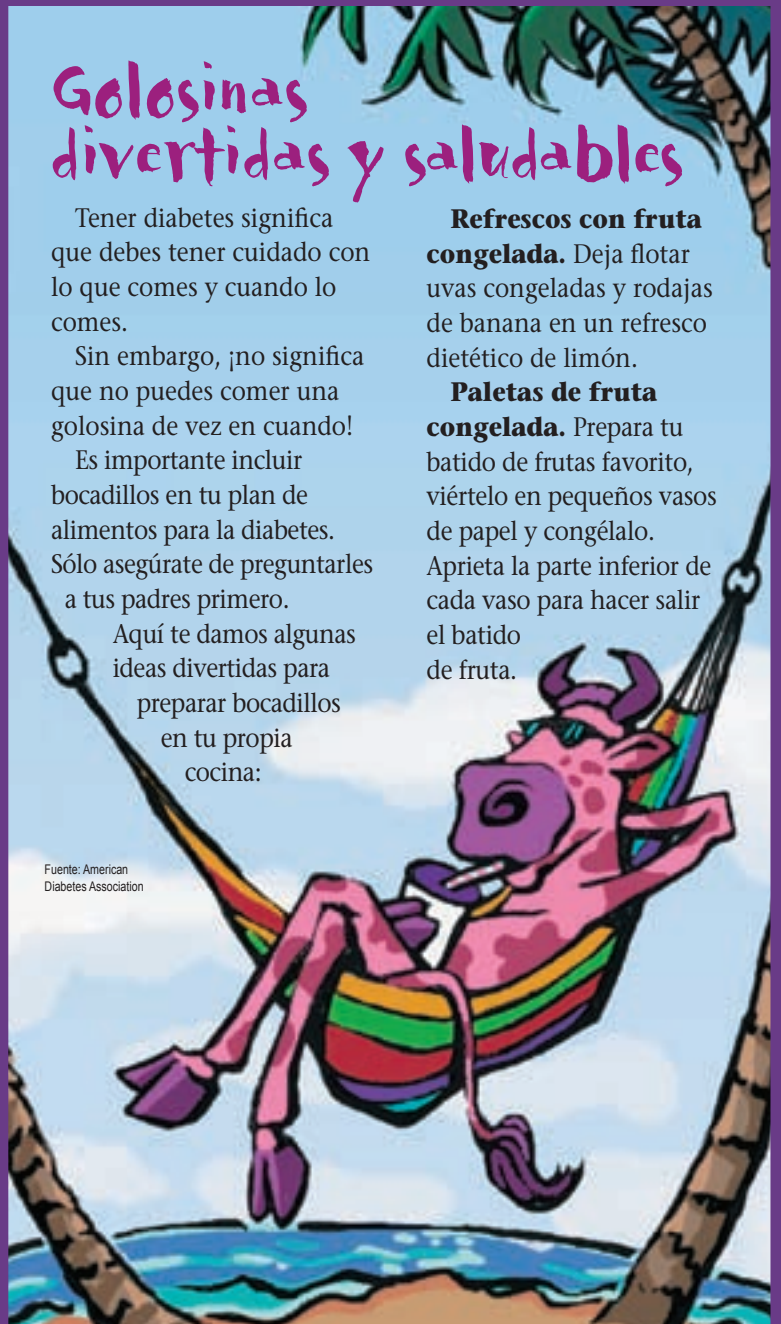 Golosinas
divertidas y saludables
Tener diabetes significa
que debes tener cuidado con
lo que comes y cuando lo
comes.
Sin embargo, ¡no significa
que no puedes comer una
golosina de vez en cuando!
Es importante incluir
bocadillos en tu plan de
alimentos para la diabetes.
Sólo asegúrate de preguntarles
a tus padres primero.
Aquí te damos algunas
ideas divertidas para
preparar bocadillos
en tu propia
cocina:
Refrescos con fruta
congelada. Deja flotar
uvas congeladas y rodajas
de banana en un refresco
dietético de limón.
Paletas de fruta
congelada. Prepara tu
batido de frutas favorito,
viértelo en pequeños vasos
de papel y congélalo.
Aprieta la parte inferior de
cada vaso para hacer salir
el batido
de fruta.
Fuente: American
Diabetes Association